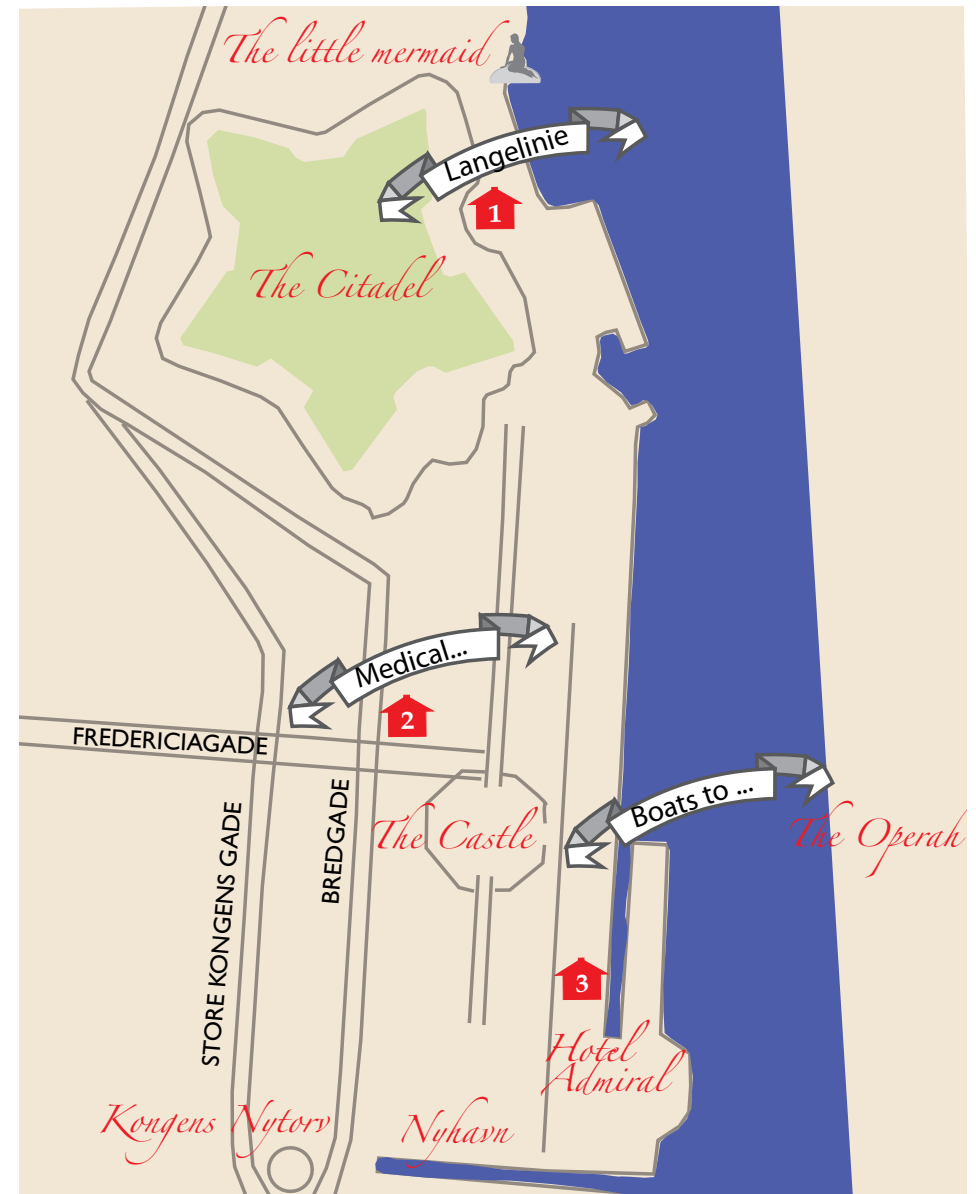 The little mermaid
Langelinie
1
The Citadel
Medical...
2
FREDERICIAGADE
STORE KONGENS GADE
BREDGADE
The Castle
Boats to ...
The Operah
3
Hotel
Admiral
Kongens Nytorv
Nyhavn